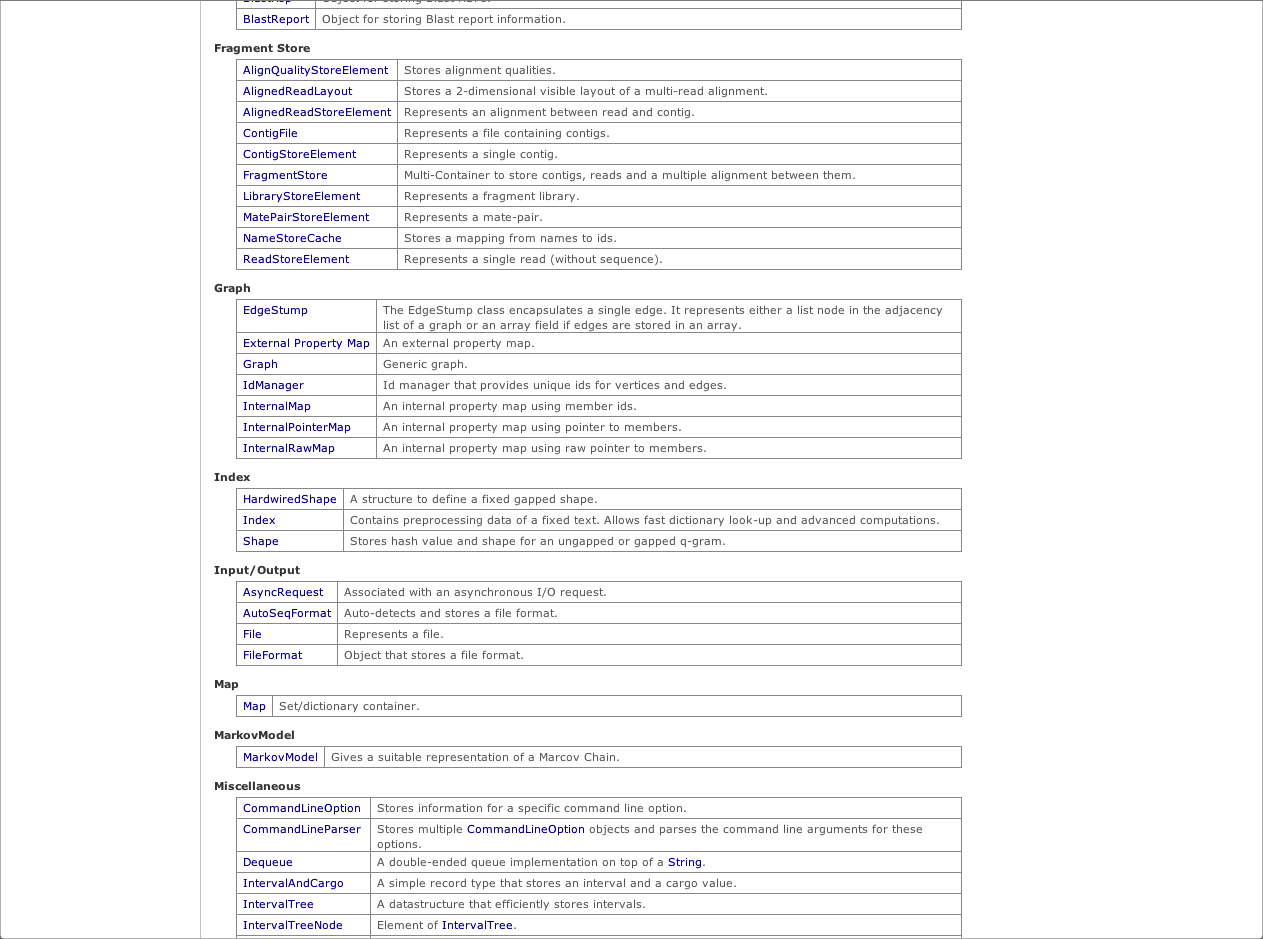 BlastReport Object for storing Blast report information.
Fragment Store
AlignQualityStoreElement Stores alignment qualities.
AlignedReadLayout Stores a 2-dimensional visible layout of a multi-read alignment.
AlignedReadStoreElement Represents an alignment between read and contig.
ContigFile Represents a file containing contigs.
ContigStoreElement Represents a single contig.
FragmentStore Multi-Container to store contigs, reads and a multiple alignment between them.
LibraryStoreElement Represents a fragment library.
MatePairStoreElement Represents a mate-pair.
NameStoreCache Stores a mapping from names to ids.
ReadStoreElement Represents a single read (without sequence).
Graph
EdgeStump The EdgeStump class encapsulates a single edge. It represents either a list node in the adjacency
list of a graph or an array field if edges are stored in an array.
External Property Map An external property map.
Graph Generic graph.
IdManager Id manager that provides unique ids for vertices and edges.
InternalMap An internal property map using member ids.
InternalPointerMap An internal property map using pointer to members.
InternalRawMap An internal property map using raw pointer to members.
Index
HardwiredShape A structure to define a fixed gapped shape.
Index Contains preprocessing data of a fixed text. Allows fast dictionary look-up and advanced computations.
Shape Stores hash value and shape for an ungapped or gapped q-gram.
Input/Output
AsyncRequest Associated with an asynchronous I/O request.
AutoSeqFormat Auto-detects and stores a file format.
File Represents a file.
FileFormat Object that stores a file format.
Map
Map Set/dictionary container.
MarkovModel
MarkovModel Gives a suitable representation of a Marcov Chain.
Miscellaneous
CommandLineOption Stores information for a specific command line option.
CommandLineParser Stores multiple CommandLineOption objects and parses the command line arguments for these
options.
Dequeue A double-ended queue implementation on top of a String.
IntervalAndCargo A simple record type that stores an interval and a cargo value.
IntervalTree A datastructure that efficiently stores intervals.
IntervalTreeNode Element of IntervalTree.